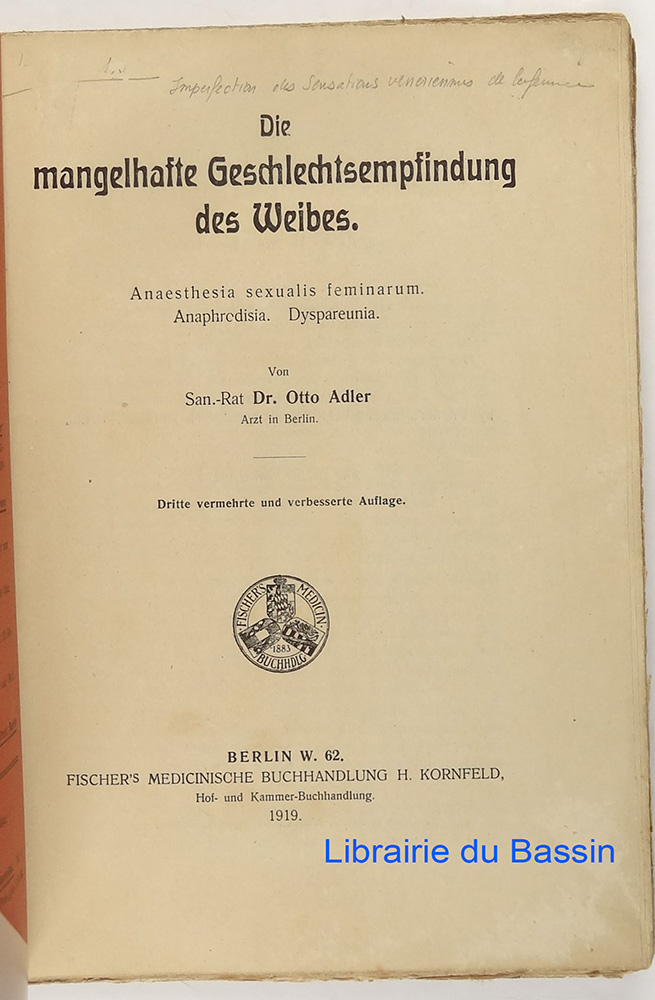 Imperfection des Sensations vénériennes de la femme
Die
mangelhafte Geschlechtsempfindung
des Weibes.
Anaesthesia sexualis feminarum.
Anaphrodisia. Dyspareunia.
Von
San.-Rat Dr. Otto Adler
Arzt in Berlin.
Dritte vermehrte und verbesserte Auflage.
FISCHER'S MEDICIN.
1883
BUCHHDLG
BERLIN W. 62.
FISCHER'S MEDICINISCHE BUCHHANDLUNG H. KORNFELD,
Hof- und Kammer-Buchhandlung.
1919.
Librairie du Bassin